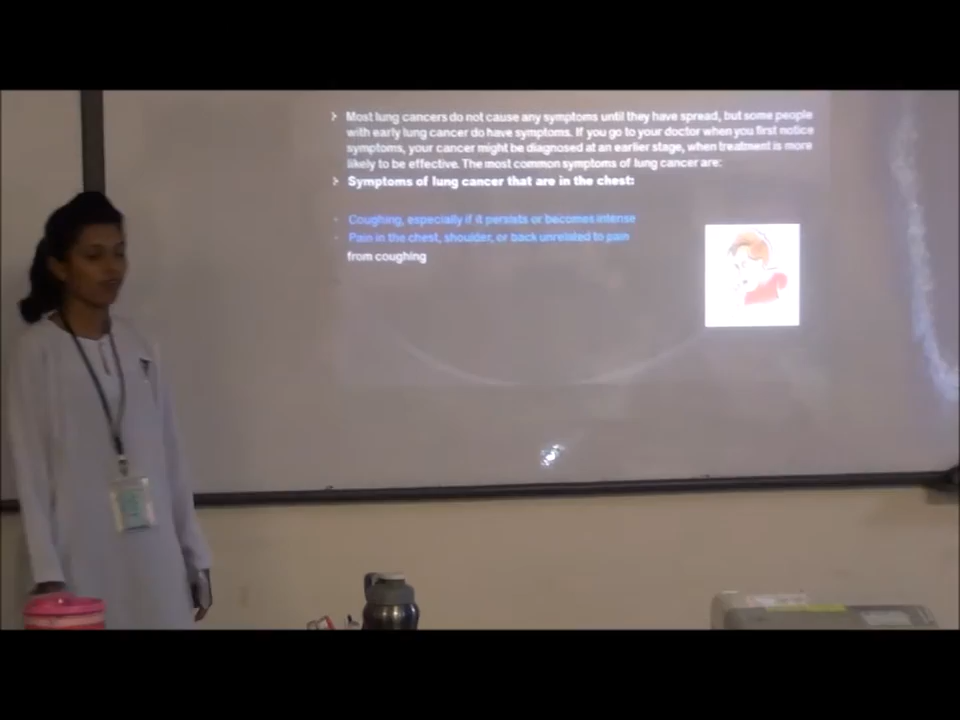 Most lung cancers do not cause any symptoms until they have spread, but some people
with early lung cancer do have symptoms. If you go to your doctor when you first notice
symptoms, your cancer might be diagnosed at an earlier stage, when treatment is more
likely to be effective. The most common symptoms of lung cancer are:
Symptoms of lung cancer that are in the chest:
- Coughing, especially if it persists or becomes intense
- Pain in the chest, shoulder, or back unrelated to pain
from coughing